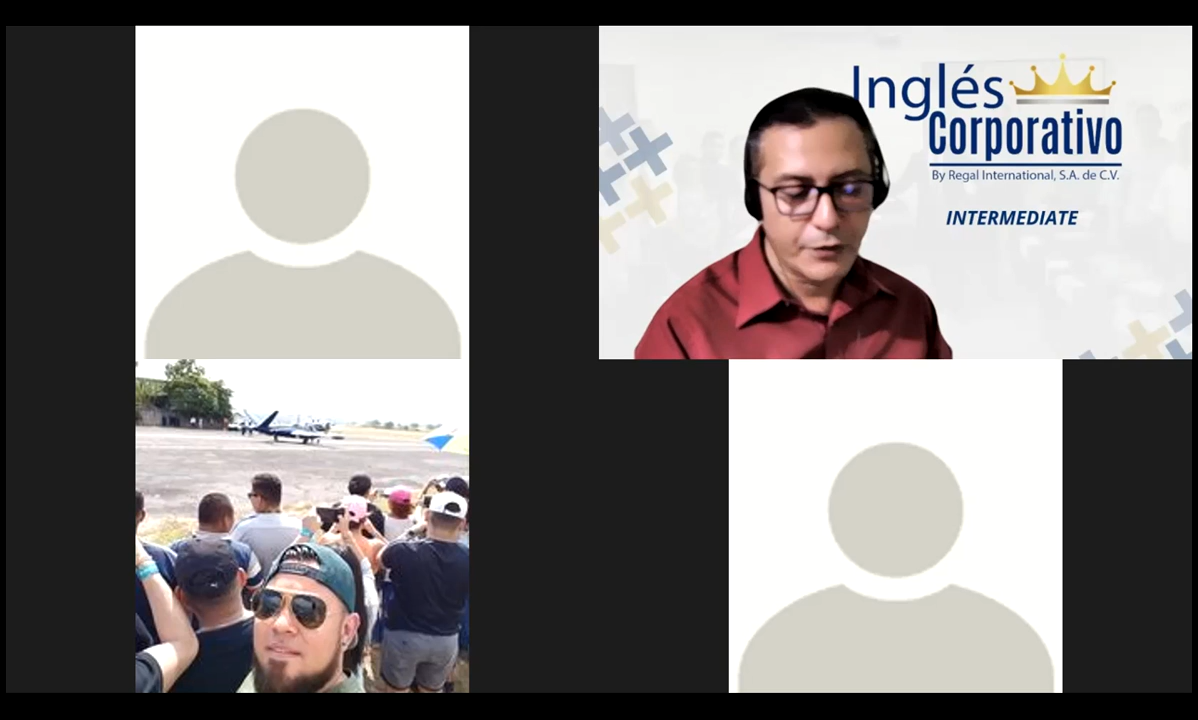 Inglés
Corporativo
By Regal International, S.A. de C.V.
INTERMEDIATE